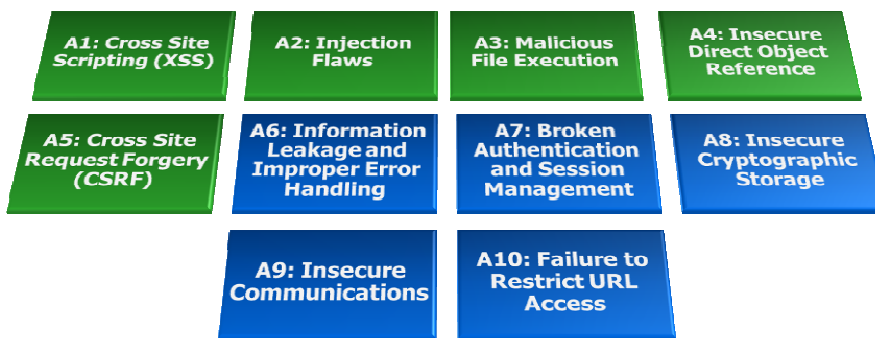 A1: Cross Site
Scripting (XSS)
A2: Injection
Flaws
A3: Malicious
File Execution
A4: Insecure
Direct Object
Reference
A5: Cross Site
Request Forgery
(CSRF)
A6: Information
Leakage and
Improper Error
Handling
A7: Broken
Authentication
and Session
Management
A8: Insecure
Cryptographic
Storage
A9: Insecure
Communications
A10: Failure to
Restrict URL
Access